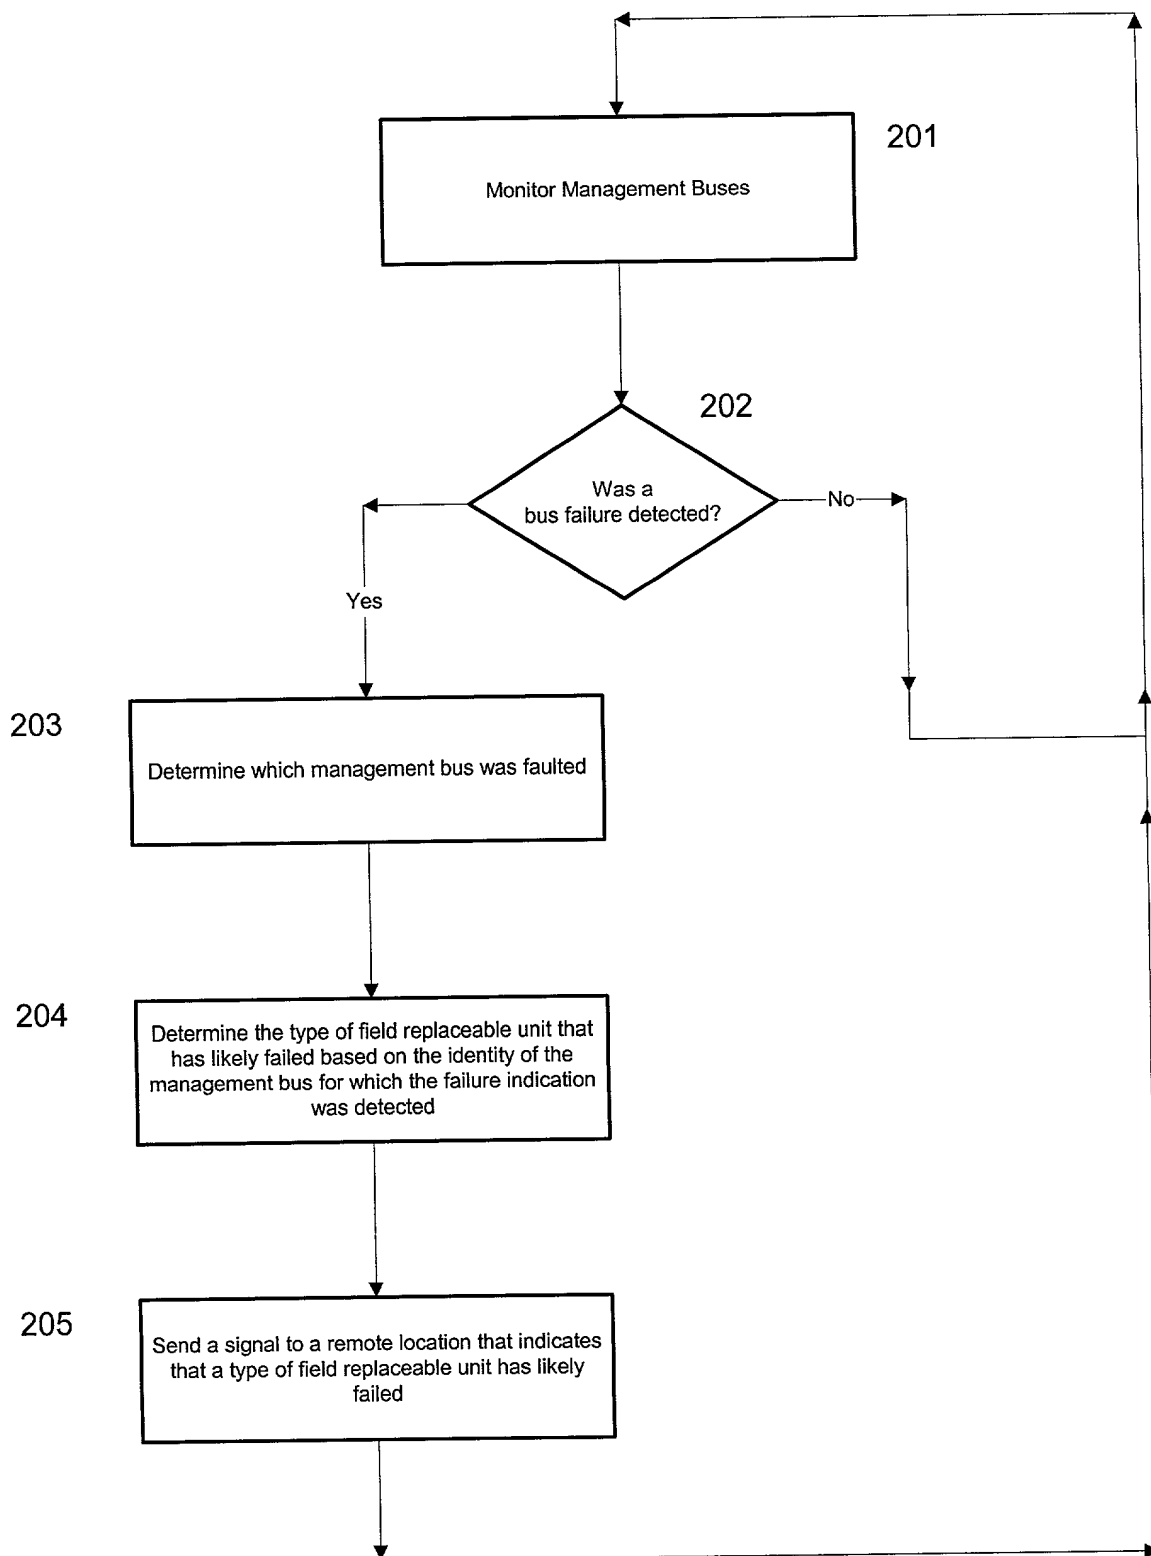 201
Monitor Management Buses
202
Was a
bus failure detected?
No
Yes
203
Determine which management bus was faulted
204
Determine the type of field replaceable unit that
has likely failed based on the identity of the
management bus for which the failure indication
was detected
205
Send a signal to a remote location that indicates
that a type of field replaceable unit has likely
failed